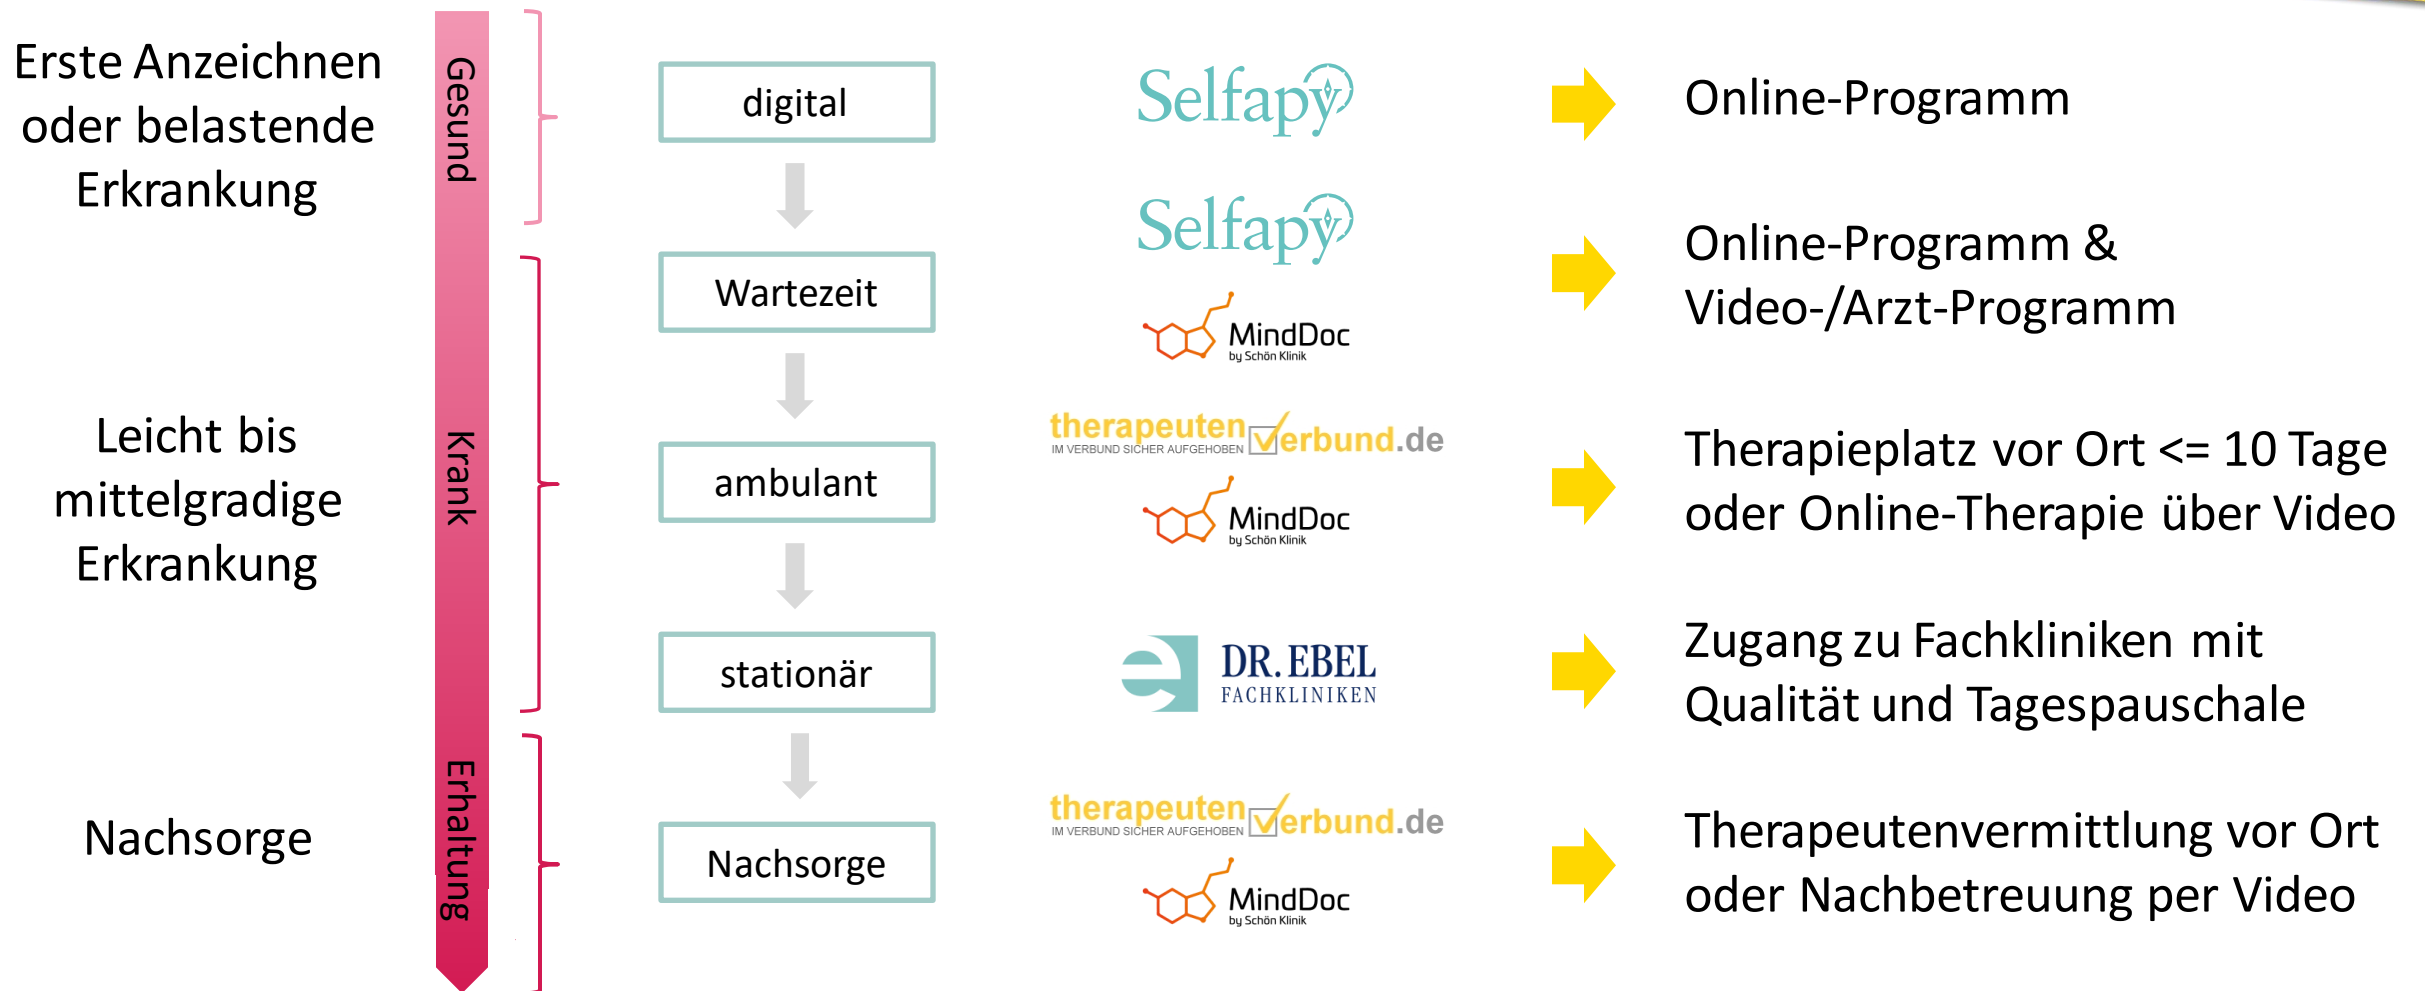 Erste Anzeichnen
oder belastende
Erkrankung
Gesund
digital
Selfapy
Online-Programm
Wartezeit
Selfapy
MindDoc
by Schön Klinik
Online-Programm &
Video-/Arzt-Programm
Leicht bis
mittelgradige
Erkrankung
Krank
ambulant
therapeuten verbund.de
IM VERBUND SICHER AUFGEHOBEN
MindDoc
by Schön Klinik
Therapieplatz vor Ort <= 10 Tage
oder Online-Therapie über Video
stationär
e
DR. EBEL
FACHKLINIKEN
Zugang zu Fachkliniken mit
Qualität und Tagespauschale
Nachsorge
Erhaltung
Nachsorge
therapeuten verbund.de
IM VERBUND SICHER AUFGEHOBEN
MindDoc
by Schön Klinik
Therapeutenvermittlung vor Ort
oder Nachbetreuung per Video